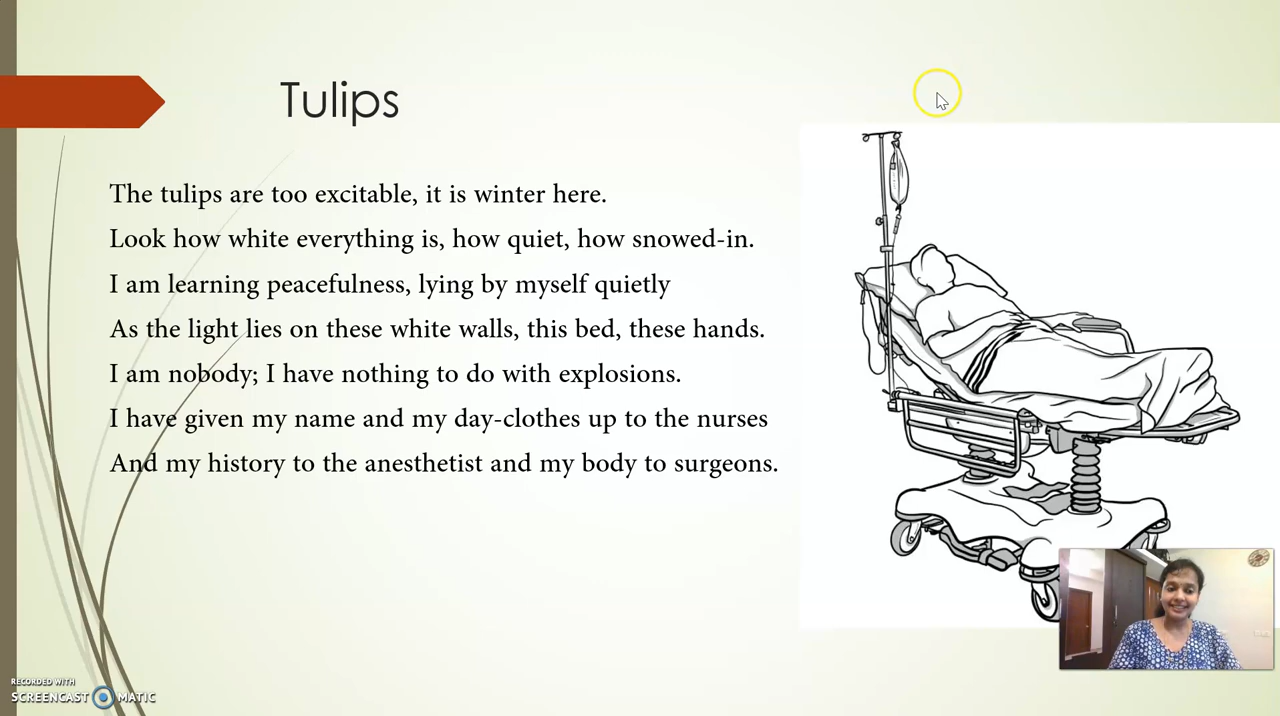 Tulips
The tulips are too excitable, it is winter here.
Look how white everything is, how quiet, how snowed-in.
I am learning peacefulness, lying by myself quietly
As the light lies on these white walls, this bed, these hands.
I am nobody; I have nothing to do with explosions.
I have given my name and my day-clothes up to the nurses
And my history to the anesthetist and my body to surgeons.
RECORDED WITH
SCREENCAST MATIC